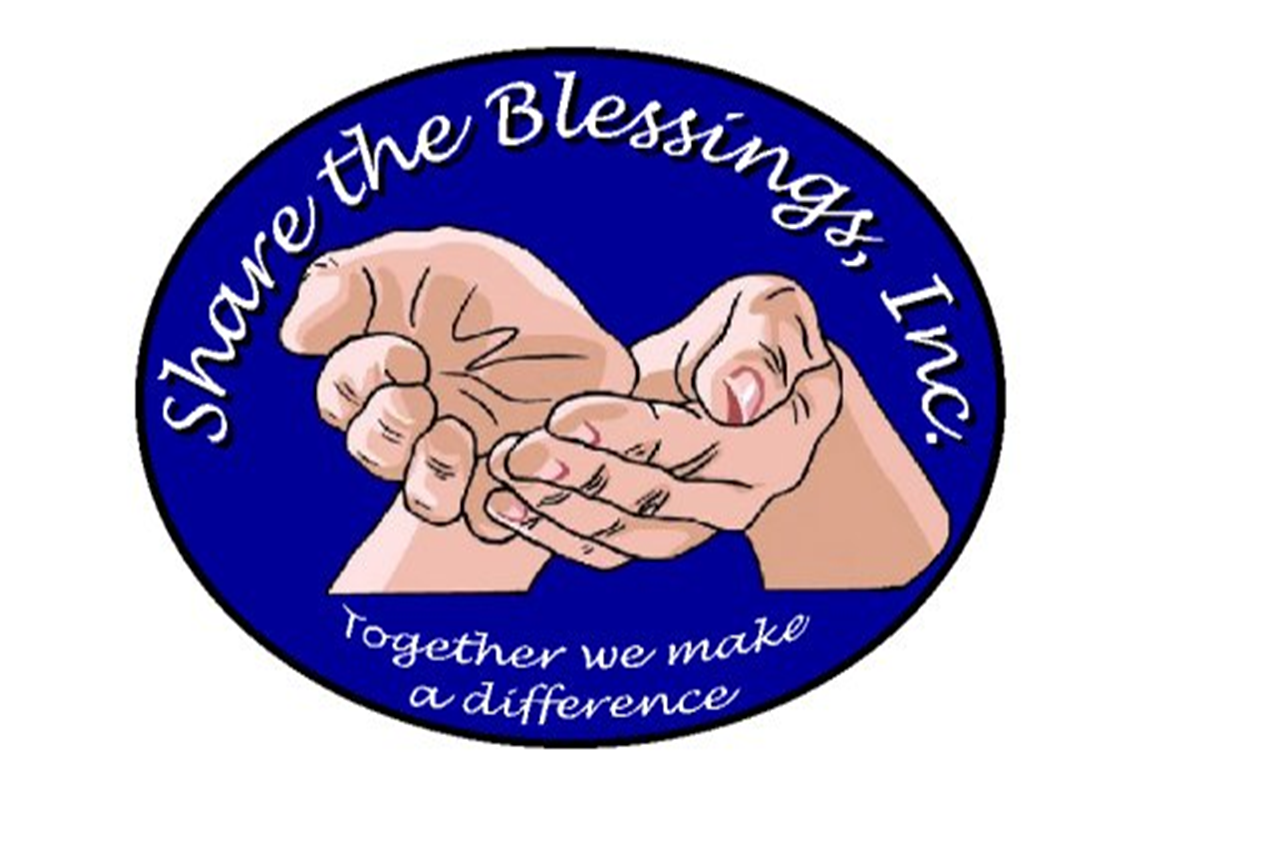 Share the Blessings, Inc.
Together we make
a difference